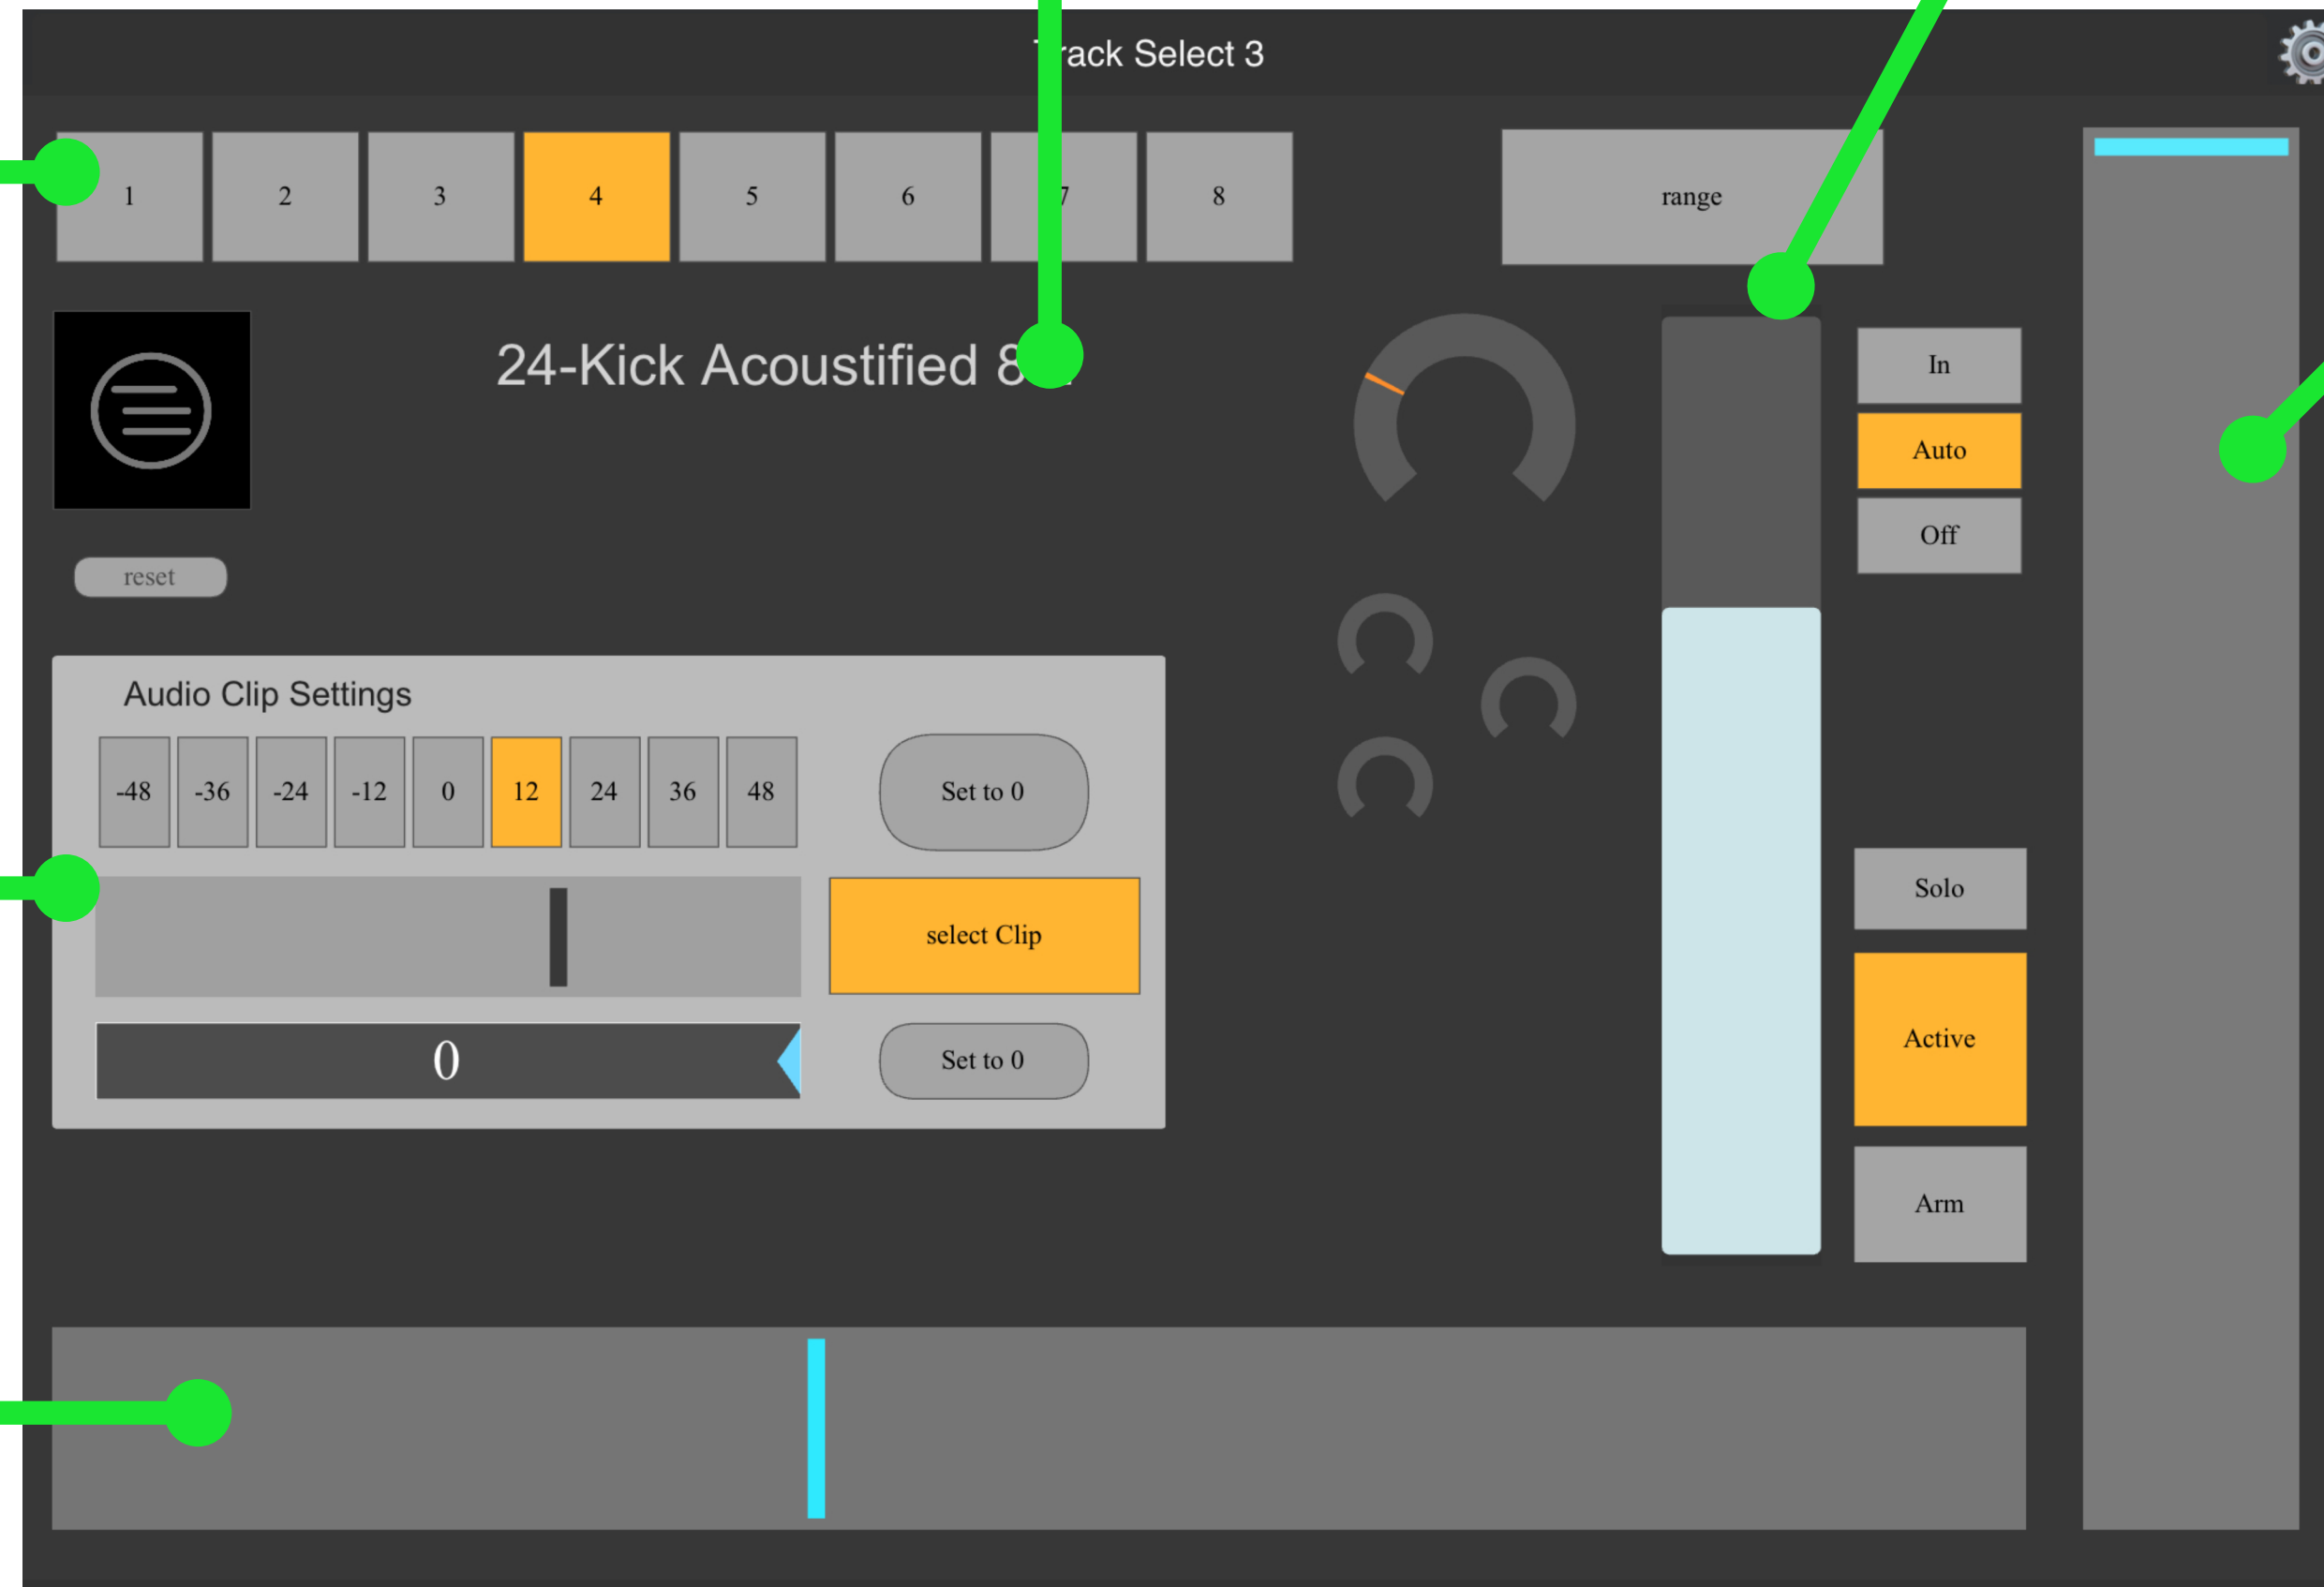 Track Select 3
1 2 3 4 5 6 7 8
range
24-Kick Acoustified
In
Auto
Off
reset
Audio Clip Settings
-48 -36 -24 -12 0 12 24 36 48
Set to 0
select Clip
0
Set to 0
Solo
Active
Arm